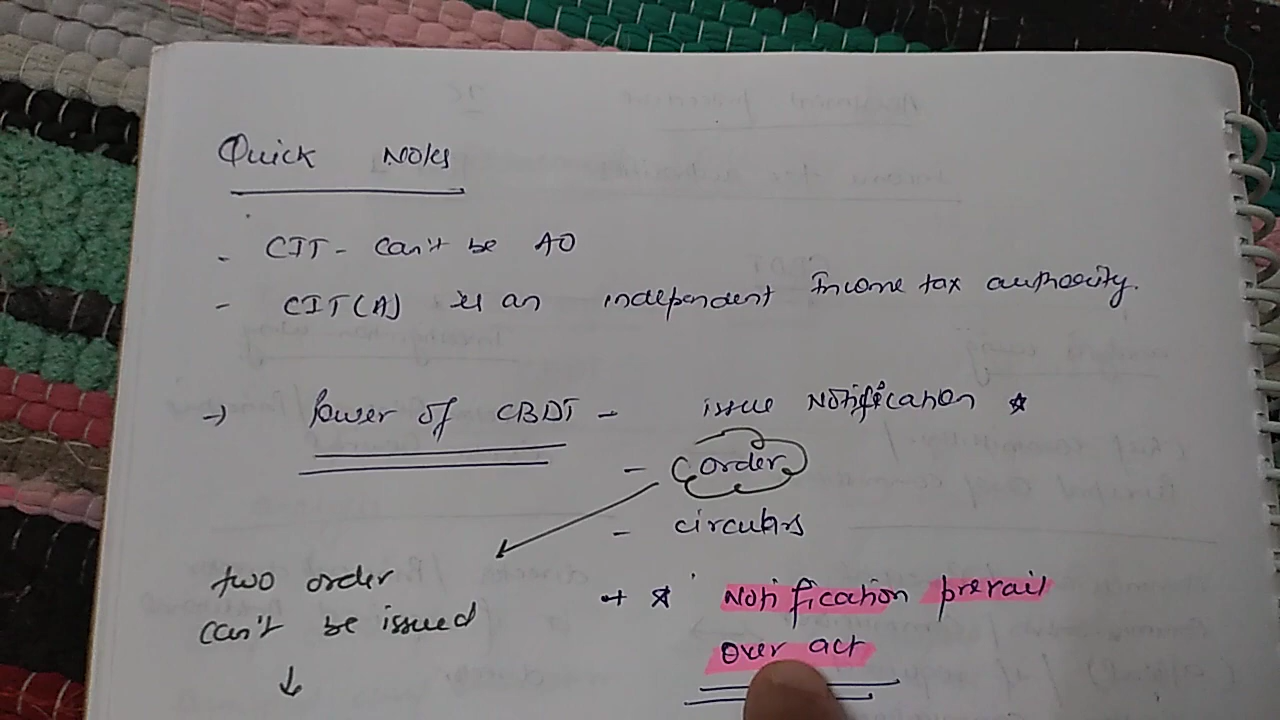 Quick Notes
- CIT - Can't be AO
- CIT(A) is an independent Income tax authority.
→ Power of CBDT - issue Notification ☆
- order
- circulars
two order
can't be issued
↓
→ ☆ Notification prevail
over act